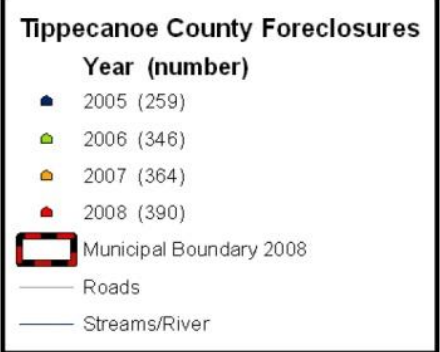 Tippecanoe County Foreclosures
Year (number)
2005 (259)
2006 (346)
2007 (364)
2008 (390)
Municipal Boundary 2008
Roads
Streams/River